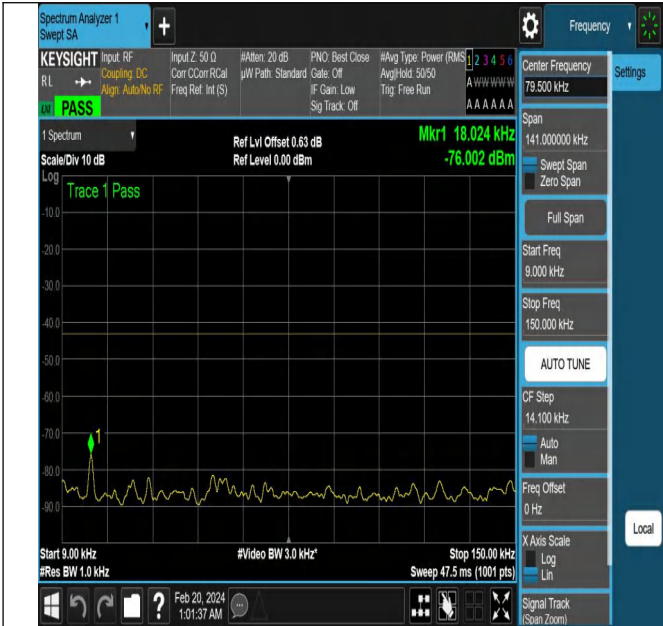 Spectrum Analyzer 1
Swept SA
+
Frequency
KEYSIGHT
RL
PASS
Input: RF
Coupling: DC
Align: Auto/No RF
Input Z: 50 Ω
Corr CCorr RCal
Freq Ref: Int (S)
#Atten: 20 dB
µW Path: Standard
PNO: Best Close
Gate: Off
IF Gain: Low
Sig Track: Off
#Avg Type: Power (RMS
Avg|Hold: 50/50
Trig: Free Run
1 2 3 4 5 6
A W W W W W
A A A A A A
1 Spectrum
Scale/Div 10 dB
Ref Lvl Offset 0.63 dB
Ref Level 0.00 dBm
Mkr1 18.024 kHz
-76.002 dBm
Log
Trace 1 Pass
-10.0
-20.0
-30.0
-40.0
-50.0
-60.0
-70.0
-80.0
-90.0
1
Start 9.00 kHz
#Res BW 1.0 kHz
#Video BW 3.0 kHz*
Stop 150.00 kHz
Sweep 47.5 ms (1001 pts)
?
Feb 20, 2024
1:01:37 AM
Center Frequency
79.500 kHz
Span
141.000000 kHz
Swept Span
Zero Span
Full Span
Start Freq
9.000 kHz
Stop Freq
150.000 kHz
AUTO TUNE
CF Step
14.100 kHz
Auto
Man
Freq Offset
0 Hz
X Axis Scale
Log
Lin
Signal Track
(Span Zoom)
Settings
Local